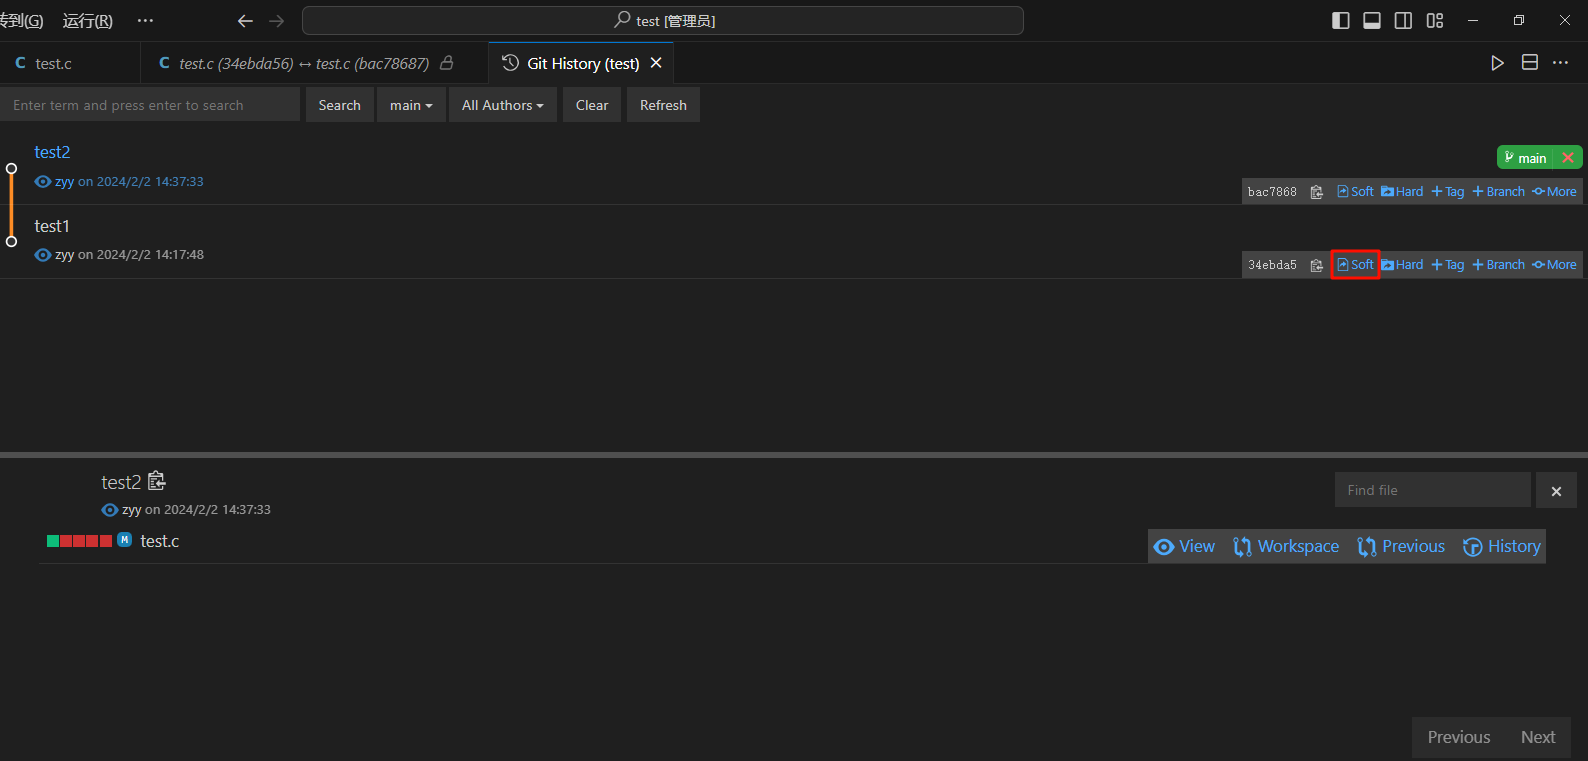 转到(G) 运行(R) ··· test [管理员]
test.c test.c (34ebda56) ↔ test.c (bac78687) Git History (test)
Enter term and press enter to search Search main All Authors Clear Refresh
test2
main
zyy on 2024/2/2 14:37:33
bac7868 Soft Hard +Tag +Branch More
test1
zyy on 2024/2/2 14:17:48
34ebda5 Soft Hard +Tag +Branch More
test2
Find file
zyy on 2024/2/2 14:37:33
M test.c
View Workspace Previous History
Previous Next